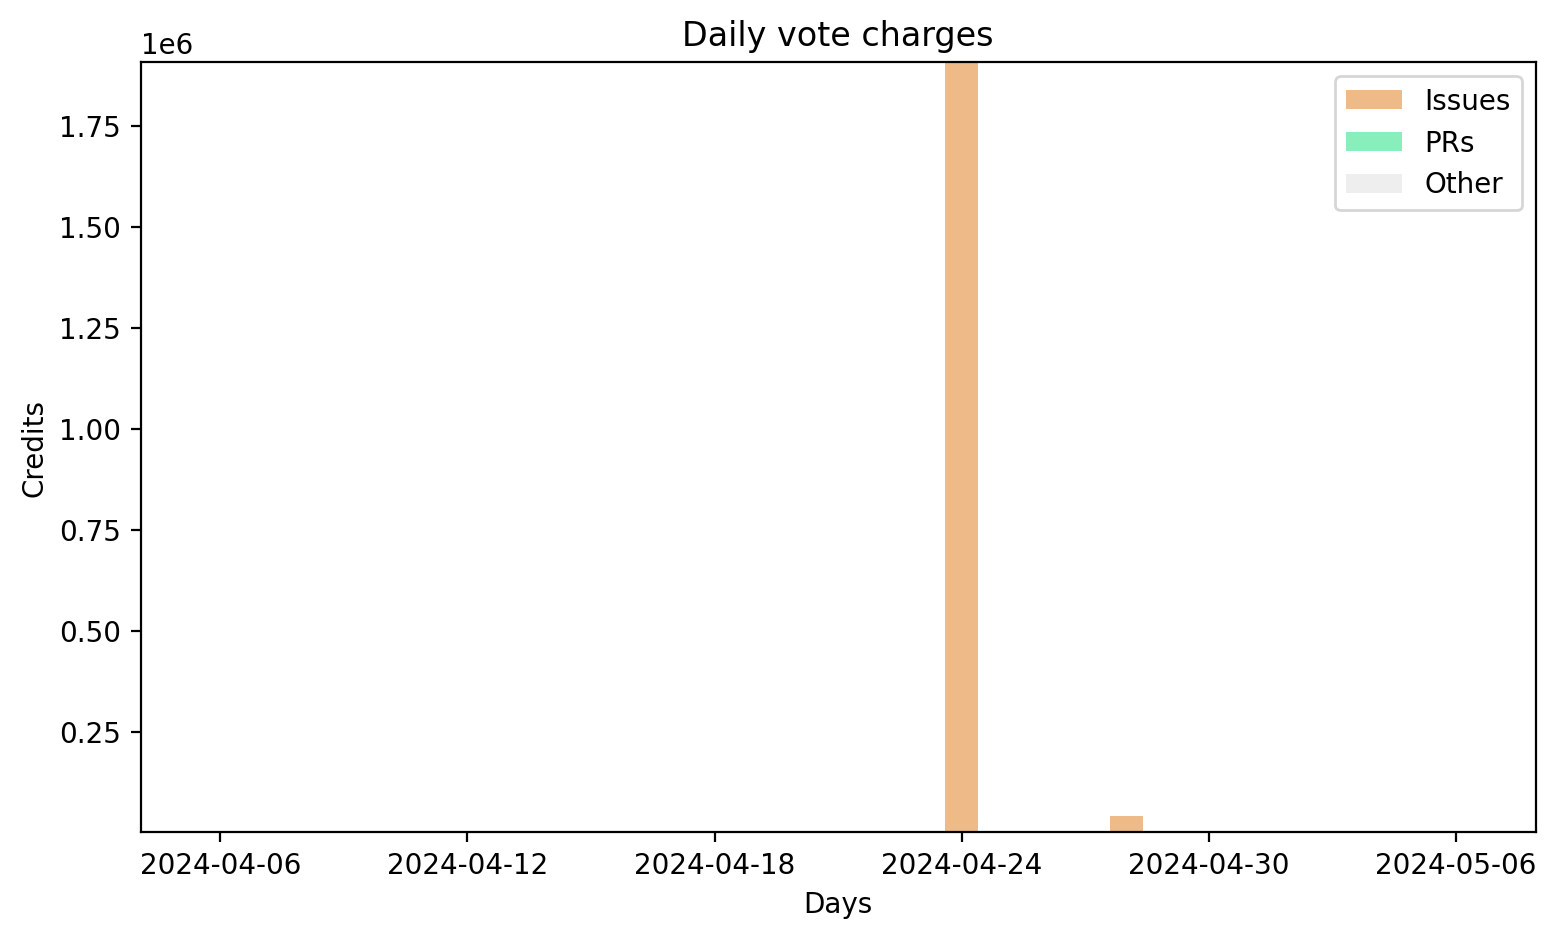 Daily vote charges
1e6
Issues
PRs
Other
1.75
1.50
1.25
1.00
0.75
0.50
0.25
Credits
2024-04-06 2024-04-12 2024-04-18 2024-04-24 2024-04-30 2024-05-06
Days